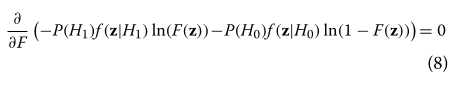 ∂/∂F (−P(H₁)f(𝐳|H₁) ln(F(𝐳))−P(H₀)f(𝐳|H₀) ln(1 − F(𝐳))) = 0
(8)